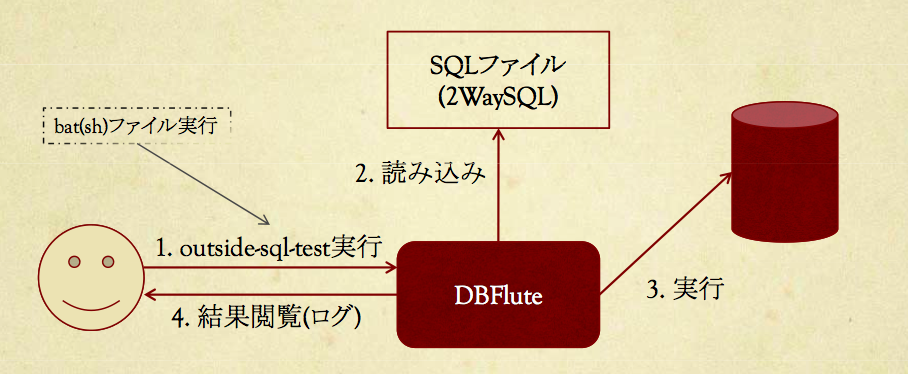 SQLファイル
(2WaySQL)
bat(sh)ファイル実行
2. 読み込み
1. outside-sql-test実行
DBFlute
3. 実行
4. 結果閲覧(ログ)